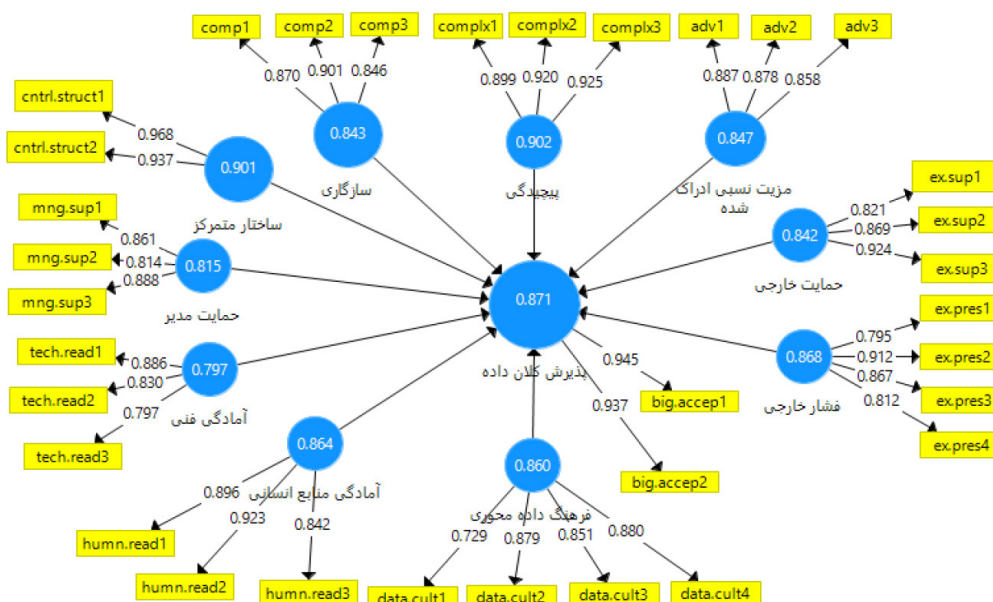 comp1
comp2
comp3
complx1
complx2
complx3
adv1
adv2
adv3
0.870
0.901
0.846
0.899
0.920
0.925
0.887
0.878
0.858
cntrl.struct1
cntrl.struct2
0.968
0.937
0.901
ساختار متمرکز
0.843
سازگاری
0.902
پیچیدگی
0.847
مزیت نسبی ادراک
شده
ex.sup1
ex.sup2
ex.sup3
0.821
0.869
0.924
0.842
حمایت خارجی
mng.sup1
mng.sup2
mng.sup3
0.861
0.814
0.888
0.815
حمایت مدیر
0.871
پذیرش کلان داده
0.945
0.937
big.accep1
big.accep2
ex.pres1
ex.pres2
ex.pres3
ex.pres4
0.795
0.912
0.867
0.812
0.868
فشار خارجی
tech.read1
tech.read2
tech.read3
0.886
0.830
0.797
0.797
آمادگی فنی
0.864
آمادگی منابع انسانی
0.896
0.923
0.842
humn.read1
humn.read2
humn.read3
0.860
فرهنگ داده محوری
0.729
0.879
0.851
0.880
data.cult1
data.cult2
data.cult3
data.cult4